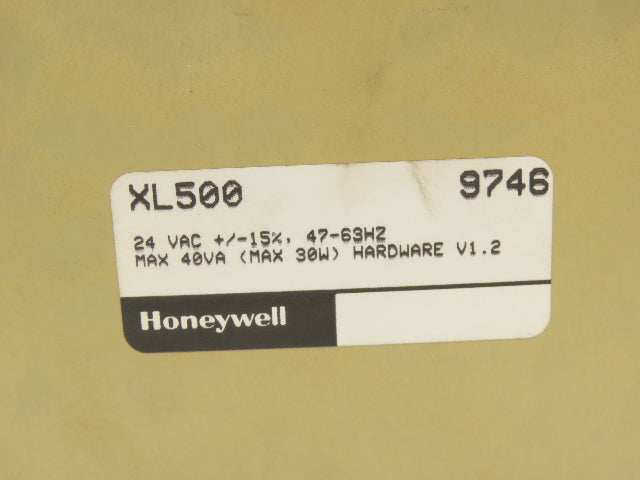 XL500 9746
24 VAC +/-15%, 47-63HZ
MAX 40VA (MAX 30W) HARDWARE V1.2
Honeywell